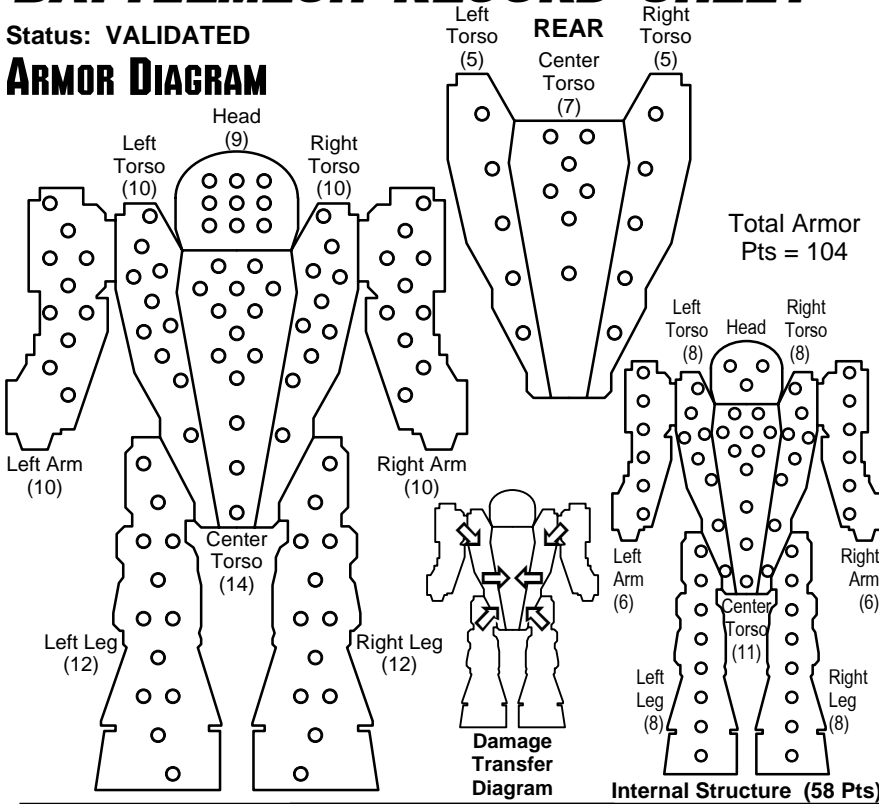 Status: VALIDATED
ARMOR DIAGRAM
Head
(9)
Left
Torso
(10)
Right
Torso
(10)
Left Arm
(10)
Right Arm
(10)
Center
Torso
(14)
Left Leg
(12)
Right Leg
(12)
REAR
Left
Torso
(5)
Center
Torso
(7)
Right
Torso
(5)
Total Armor
Pts = 104
Left
Torso
(8)
Head
Right
Torso
(8)
Left
Arm
(6)
Right
Arm
(6)
Center
Torso
(11)
Left
Leg
(8)
Right
Leg
(8)
Damage
Transfer
Diagram
Internal Structure (58 Pts)